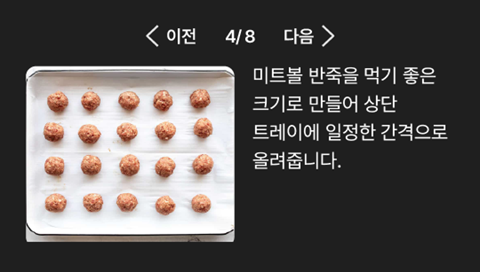 이전 4/8 다음
미트볼 반죽을 먹기 좋은
크기로 만들어 상단
트레이에 일정한 간격으로
올려줍니다.